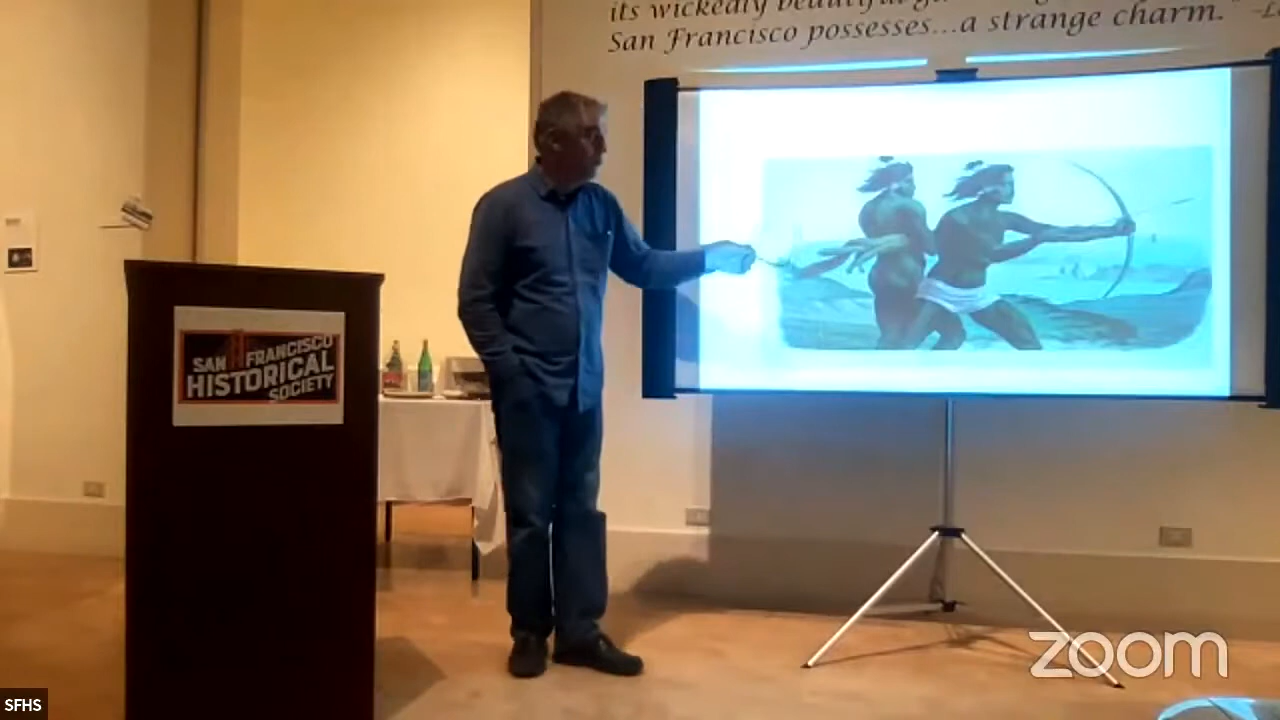 its wickedly beautiful
San Francisco possesses...a strange charm.
SAN FRANCISCO
HISTORICAL
SOCIETY
zoom
SFHS